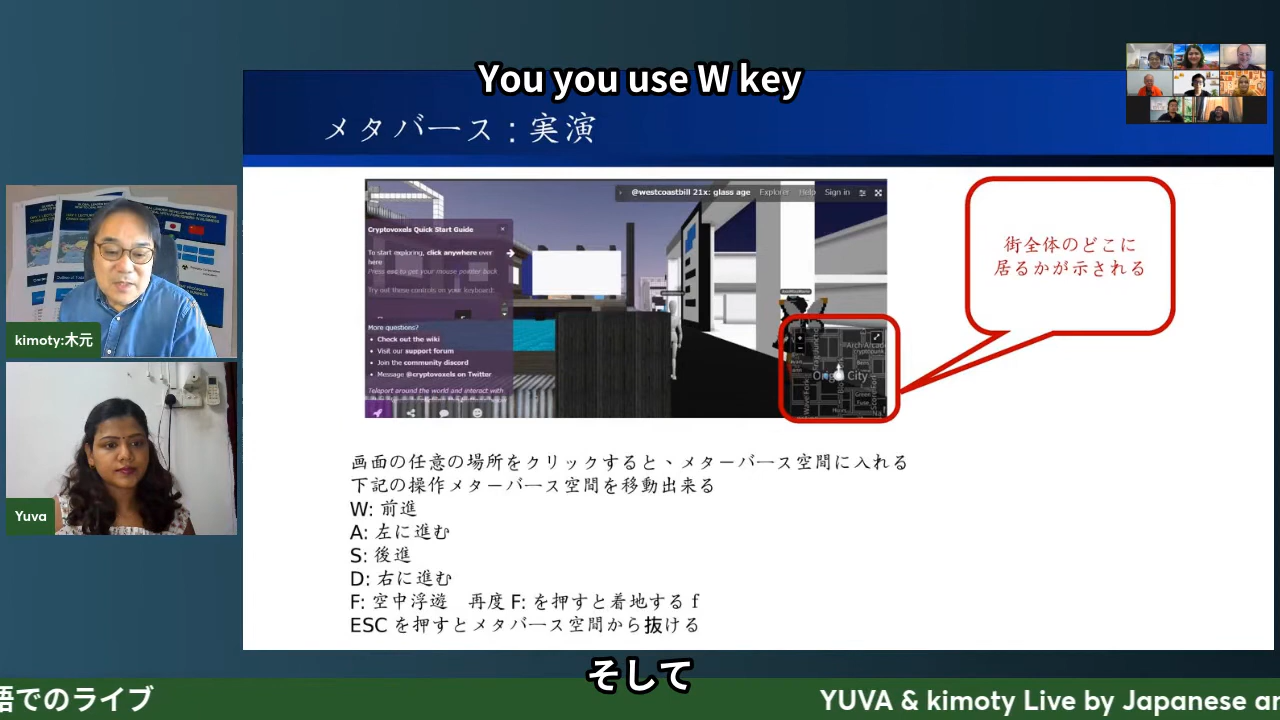 You you use W key
メタバース：実演
@westcoastbill 21x: glass age
Explorer
Help
Sign in
Cryptovoxels Quick Start Guide
To start exploring, click anywhere over
here
Press esc to get your mouse pointer back
Try out these controls on your keyboard:
More questions?
• Check out the wiki
• Visit our support forum
• Join the community discord
• Message @cryptovoxels on Twitter
Teleport around the world and interact with
Origin City
街全体のどこに
居るかが示される
kimoty:木元
Yuva
画面の任意の場所をクリックすると、メターバース空間に入れる
下記の操作メターバース空間を移動出来る
W: 前進
A: 左に進む
S: 後進
D: 右に進む
F: 空中浮遊　再度 F: を押すと着地する f
ESC を押すとメタバース空間から抜ける
そして
語でのライブ
YUVA & kimoty Live by Japanese an